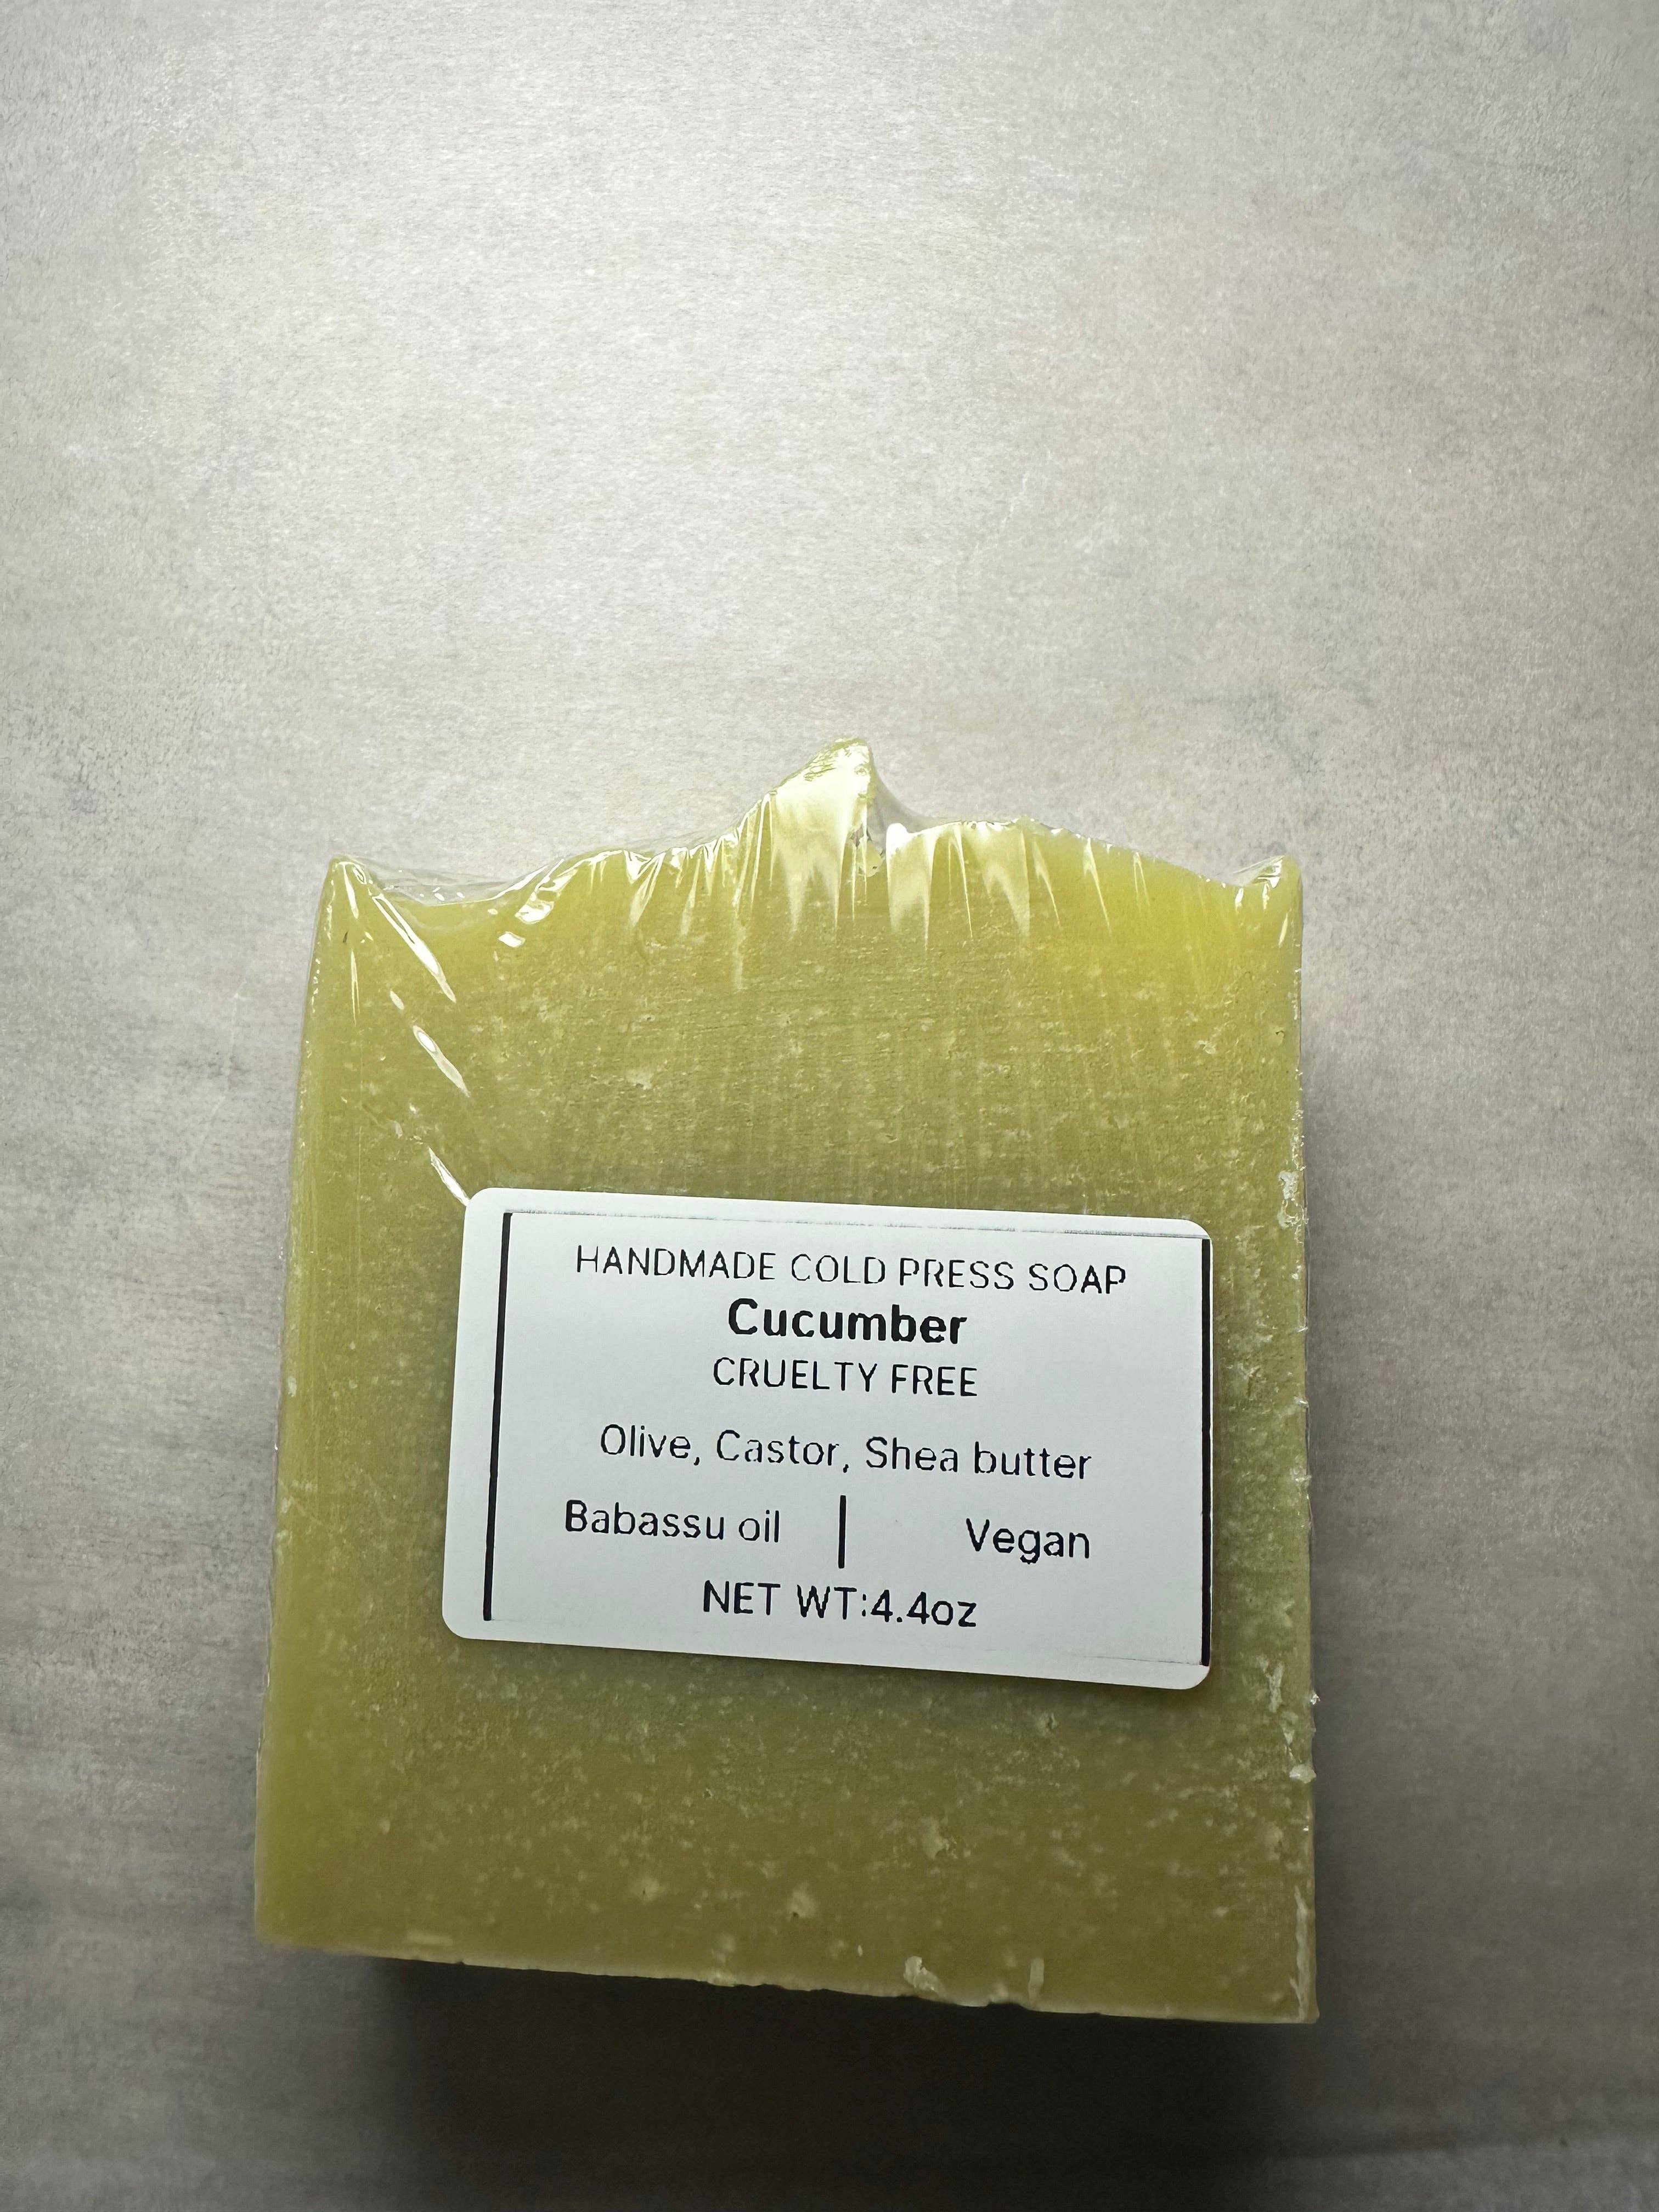 HANDMADE COLD PRESS SOAP
Cucumber
CRUELTY FREE
Olive, Castor, Shea butter
Babassu oil | Vegan
NET WT:4.4oz